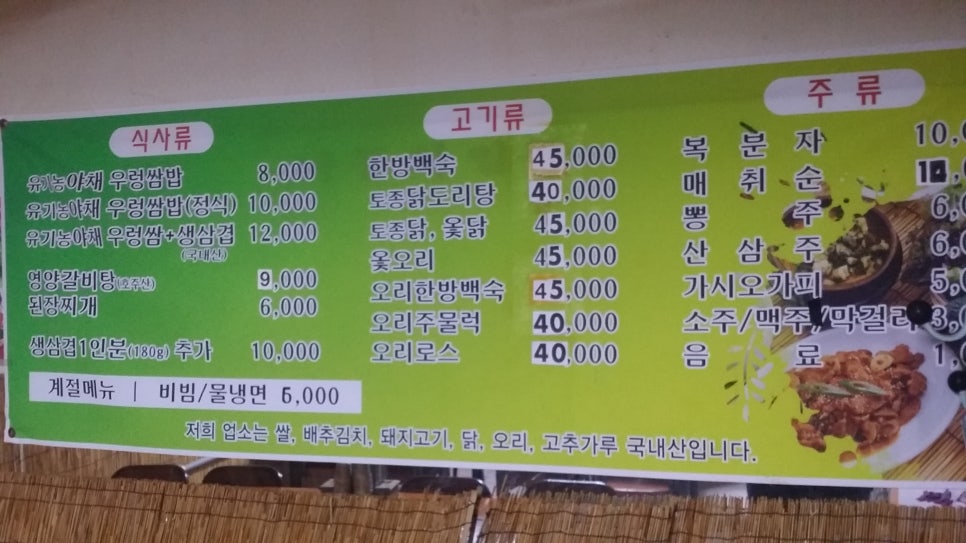 식사류
유기농야채 우렁쌈밥 8,000
유기농야채 우렁쌈밥(정식) 10,000
유기농야채 우렁쌈+생삼겹 12,000
(국내산)
영양갈비탕(호주산) 9,000
된장찌개 6,000
생삼겹1인분(180g) 추가 10,000
계절메뉴 | 비빔/물냉면 6,000
고기류
한방백숙 45,000
토종닭도리탕 40,000
토종닭, 옻닭 45,000
옻오리 45,000
오리한방백숙 45,000
오리주물럭 40,000
오리로스 40,000
주류
복분자
매취순
뽕주
산삼주
가시오가피
소주/맥주/막걸리
음료
저희 업소는 쌀, 배추김치, 돼지고기, 닭, 오리, 고추가루 국내산입니다.